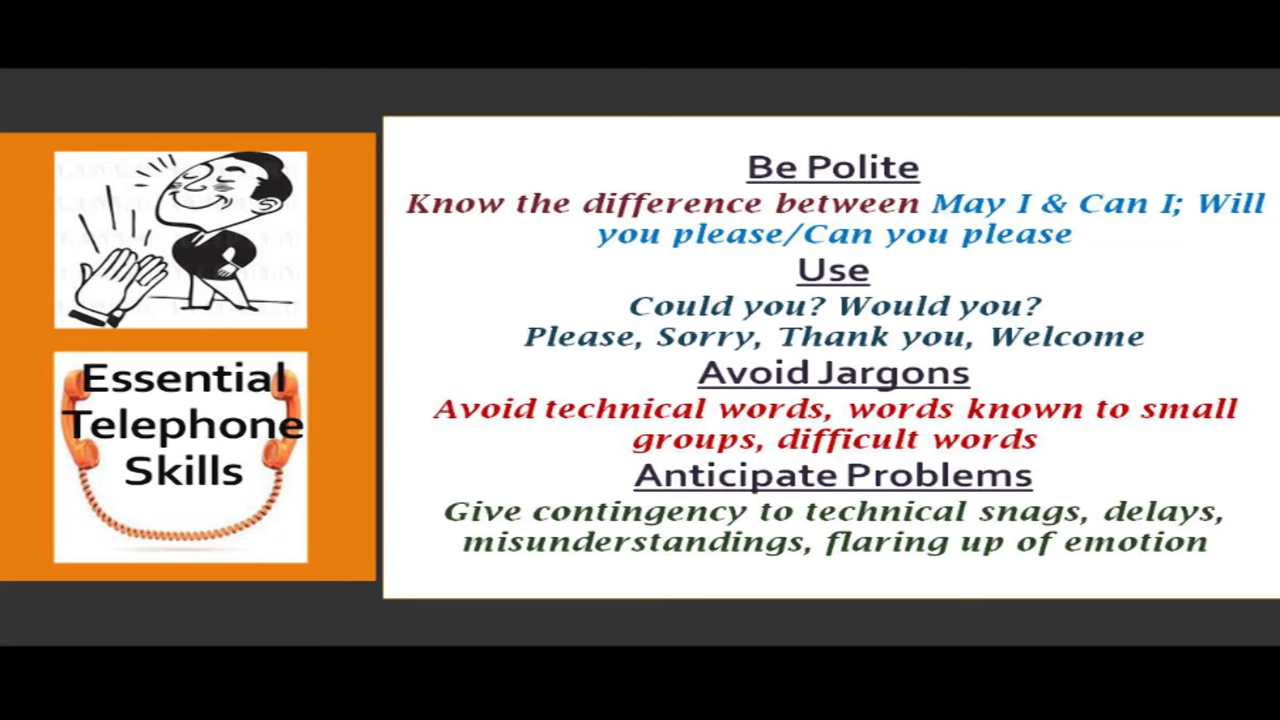 Essential
Telephone
Skills
Be Polite
Know the difference between May I & Can I; Will
you please/Can you please
Use
Could you? Would you?
Please, Sorry, Thank you, Welcome
Avoid Jargons
Avoid technical words, words known to small
groups, difficult words
Anticipate Problems
Give contingency to technical snags, delays,
misunderstandings, flaring up of emotion